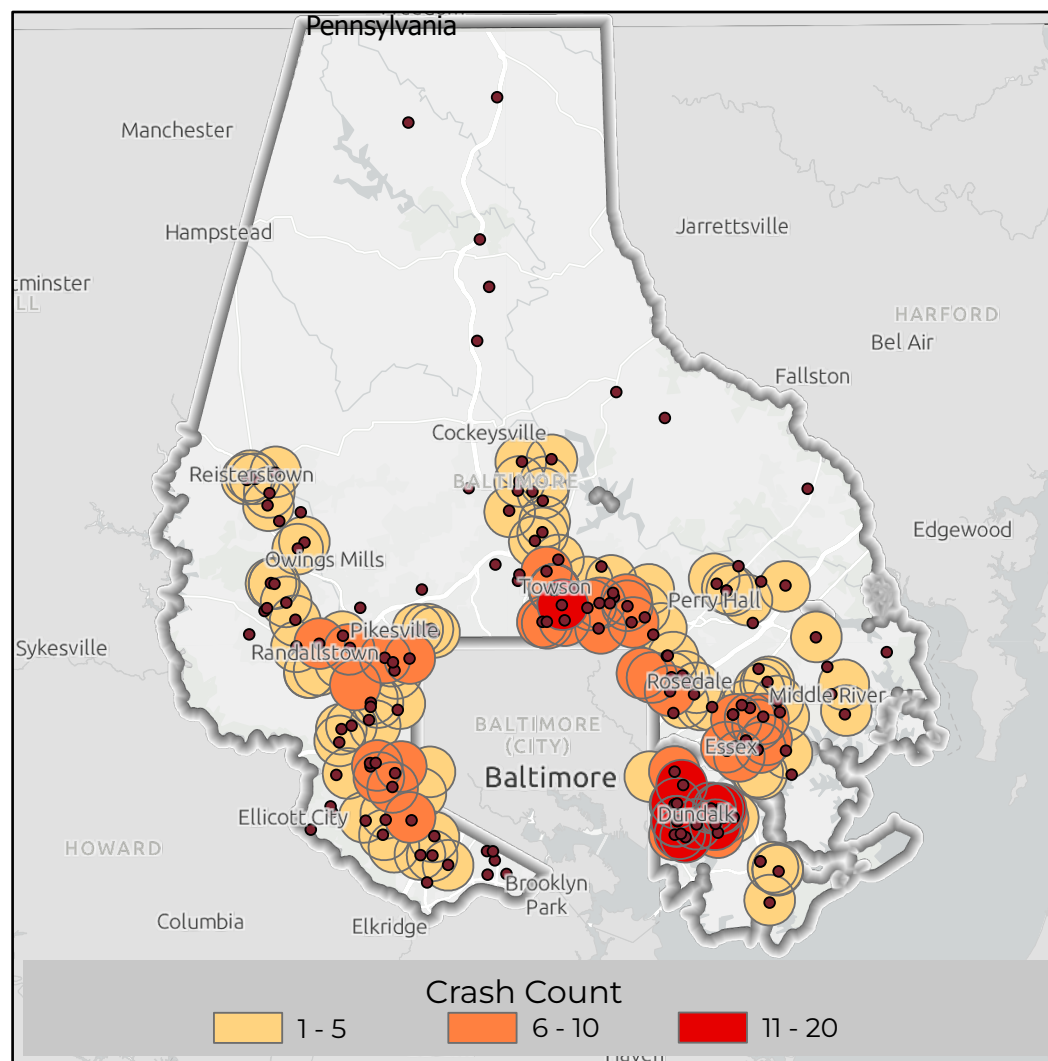 Pennsylvania
Manchester
Jarrettsville
Hampstead
tminster
LL
HARFORD
Bel Air
Fallston
Cockeysville
Reisterstown
BALTIMORE
Edgewood
Owings Mills
Towson
Perry Hall
Pikesville
Sykesville
Randallstown
Rosedale
Middle River
BALTIMORE
(CITY)
Essex
Baltimore
Dundalk
Ellicott City
HOWARD
Brooklyn
Park
Columbia
Elkridge
Crash Count
1 - 5
6 - 10
11 - 20